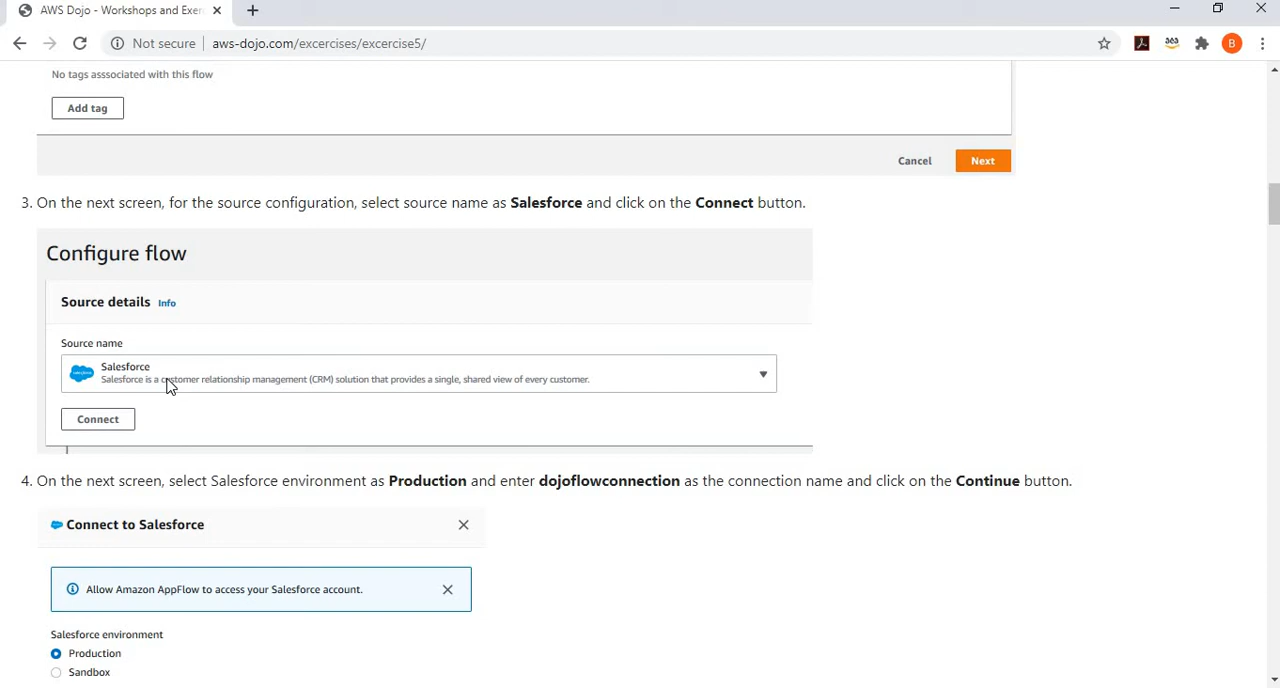 AWS Dojo - Workshops and Exer
Not secure
aws-dojo.com/excercises/excercise5/
B
No tags asssociated with this flow
Add tag
Cancel
Next
3. On the next screen, for the source configuration, select source name as Salesforce and click on the Connect button.
Configure flow
Source details Info
Source name
Salesforce
Salesforce is a customer relationship management (CRM) solution that provides a single, shared view of every customer.
Connect
4. On the next screen, select Salesforce environment as Production and enter dojoflowconnection as the connection name and click on the Continue button.
Connect to Salesforce
Allow Amazon AppFlow to access your Salesforce account.
Salesforce environment
Production
Sandbox